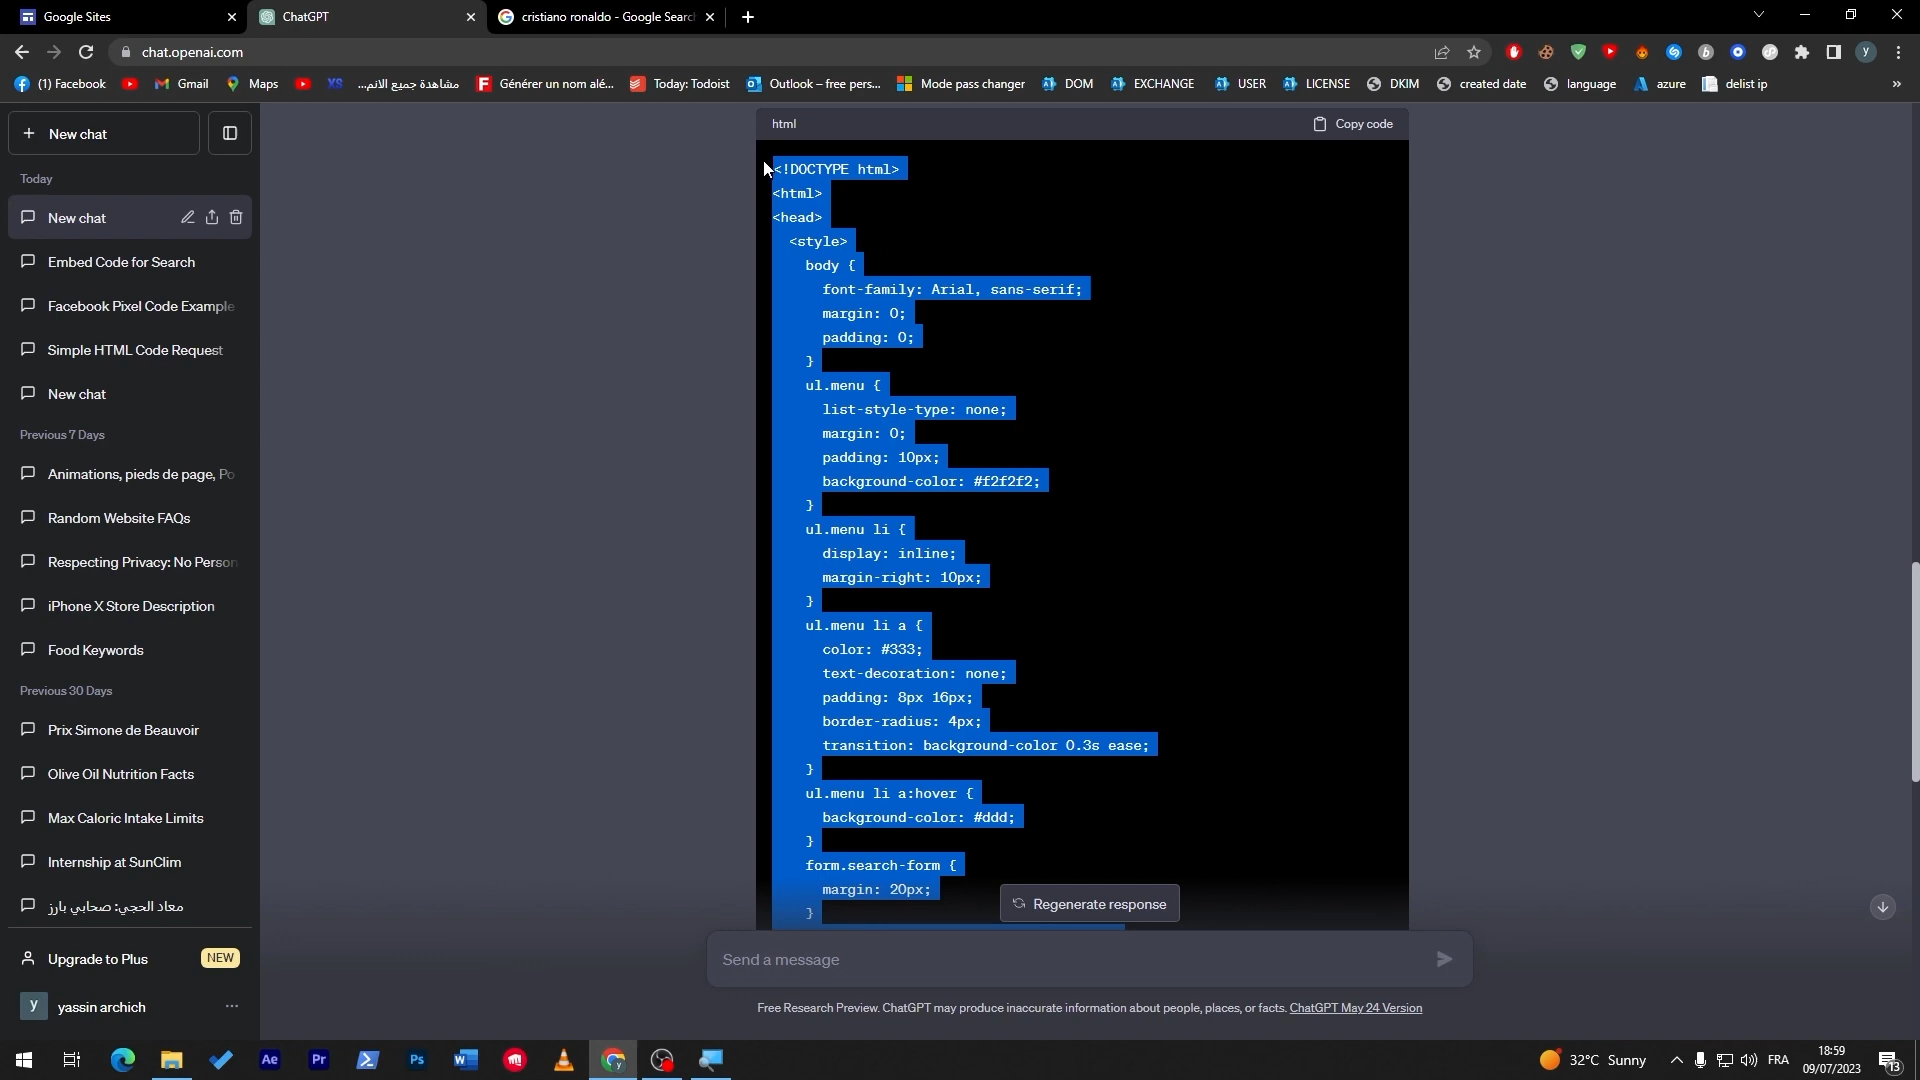 Google Sites
ChatGPT
cristiano ronaldo - Google Searc
chat.openai.com
(1) Facebook
Gmail
Maps
XS
مشاهدة جميع الانم...
Générer un nom alé...
Today: Todoist
Outlook – free pers...
Mode pass changer
DOM
EXCHANGE
USER
LICENSE
DKIM
created date
language
azure
delist ip
New chat
Today
New chat
Embed Code for Search
Facebook Pixel Code Example
Simple HTML Code Request
New chat
Previous 7 Days
Animations, pieds de page, Po
Random Website FAQs
Respecting Privacy: No Person
iPhone X Store Description
Food Keywords
Previous 30 Days
Prix Simone de Beauvoir
Olive Oil Nutrition Facts
Max Caloric Intake Limits
Internship at SunClim
معاد الحجي: صحابي بارز
Upgrade to Plus NEW
y yassin archich
html
Copy code
<!DOCTYPE html>
<html>
<head>
<style>
body {
font-family: Arial, sans-serif;
margin: 0;
padding: 0;
}
ul.menu {
list-style-type: none;
margin: 0;
padding: 10px;
background-color: #f2f2f2;
}
ul.menu li {
display: inline;
margin-right: 10px;
}
ul.menu li a {
color: #333;
text-decoration: none;
padding: 8px 16px;
border-radius: 4px;
transition: background-color 0.3s ease;
}
ul.menu li a:hover {
background-color: #ddd;
}
form.search-form {
margin: 20px;
}
Regenerate response
Send a message
Free Research Preview. ChatGPT may produce inaccurate information about people, places, or facts. ChatGPT May 24 Version
Ae
Pr
Ps
32°C Sunny
FRA
18:59
09/07/2023
13